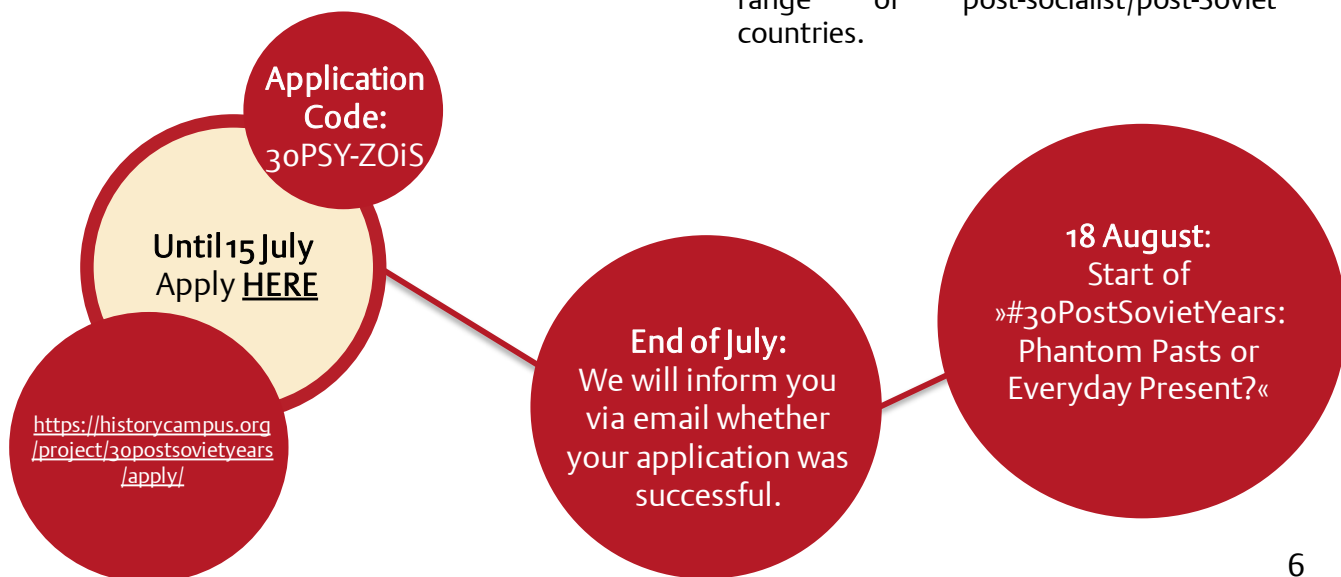 range of post-socialist/post-Soviet
countries.
Application
Code:
30PSY-ZOiS
Until 15 July
Apply HERE
https://historycampus.org
/project/30postsovietyears
/apply/
End of July:
We will inform you
via email whether
your application was
successful.
18 August:
Start of
»#30PostSovietYears:
Phantom Pasts or
Everyday Present?«
6